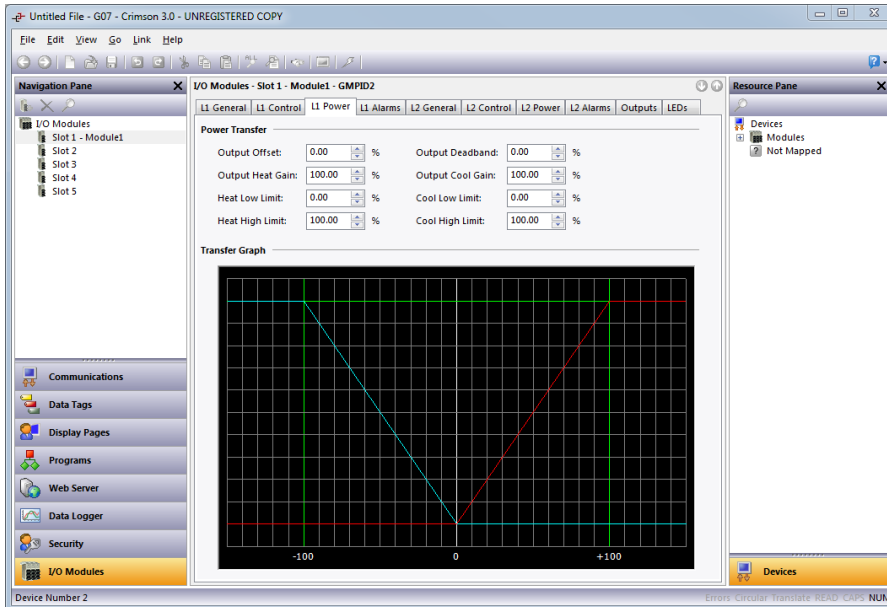 Untitled File - G07 - Crimson 3.0 - UNREGISTERED COPY
File Edit View Go Link Help
Navigation Pane
I/O Modules
Slot 1 - Module1
Slot 2
Slot 3
Slot 4
Slot 5
Communications
Data Tags
Display Pages
Programs
Web Server
Data Logger
Security
I/O Modules
I/O Modules - Slot 1 - Module1 - GMPID2
L1 General L1 Control L1 Power L1 Alarms L2 General L2 Control L2 Power L2 Alarms Outputs LEDs
Power Transfer
Output Offset: 0.00 % Output Deadband: 0.00 %
Output Heat Gain: 100.00 % Output Cool Gain: 100.00 %
Heat Low Limit: 0.00 % Cool Low Limit: 0.00 %
Heat High Limit: 100.00 % Cool High Limit: 100.00 %
Transfer Graph
-100 0 +100
Resource Pane
Devices
Modules
? Not Mapped
Devices
Device Number 2
Errors Circular Translate READ CAPS NUM